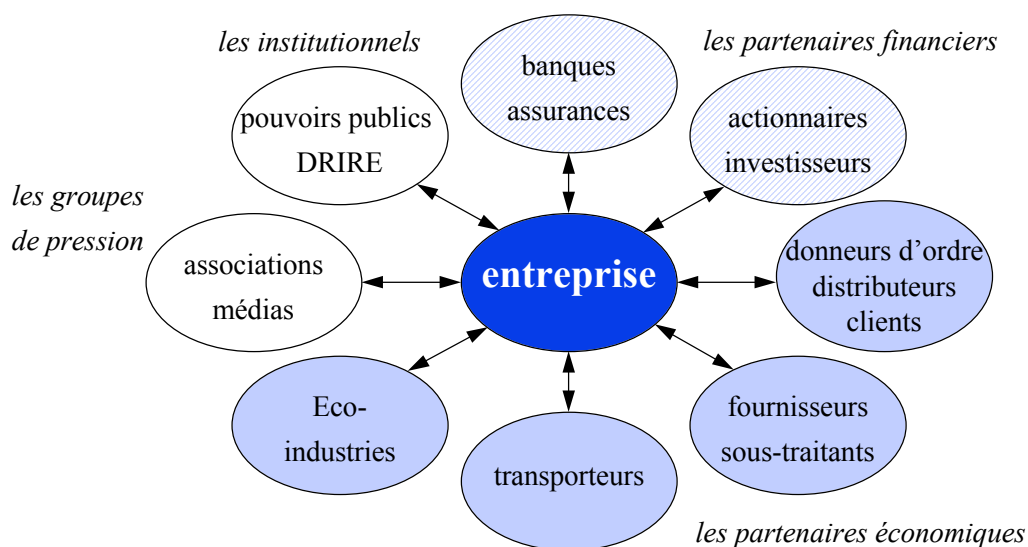 les institutionnels
banques
assurances
les partenaires financiers
pouvoirs publics
DRIRE
actionnaires
investisseurs
les groupes
de pression
associations
médias
entreprise
donneurs d'ordre
distributeurs
clients
Eco-
industries
transporteurs
fournisseurs
sous-traitants
les partenaires économiques